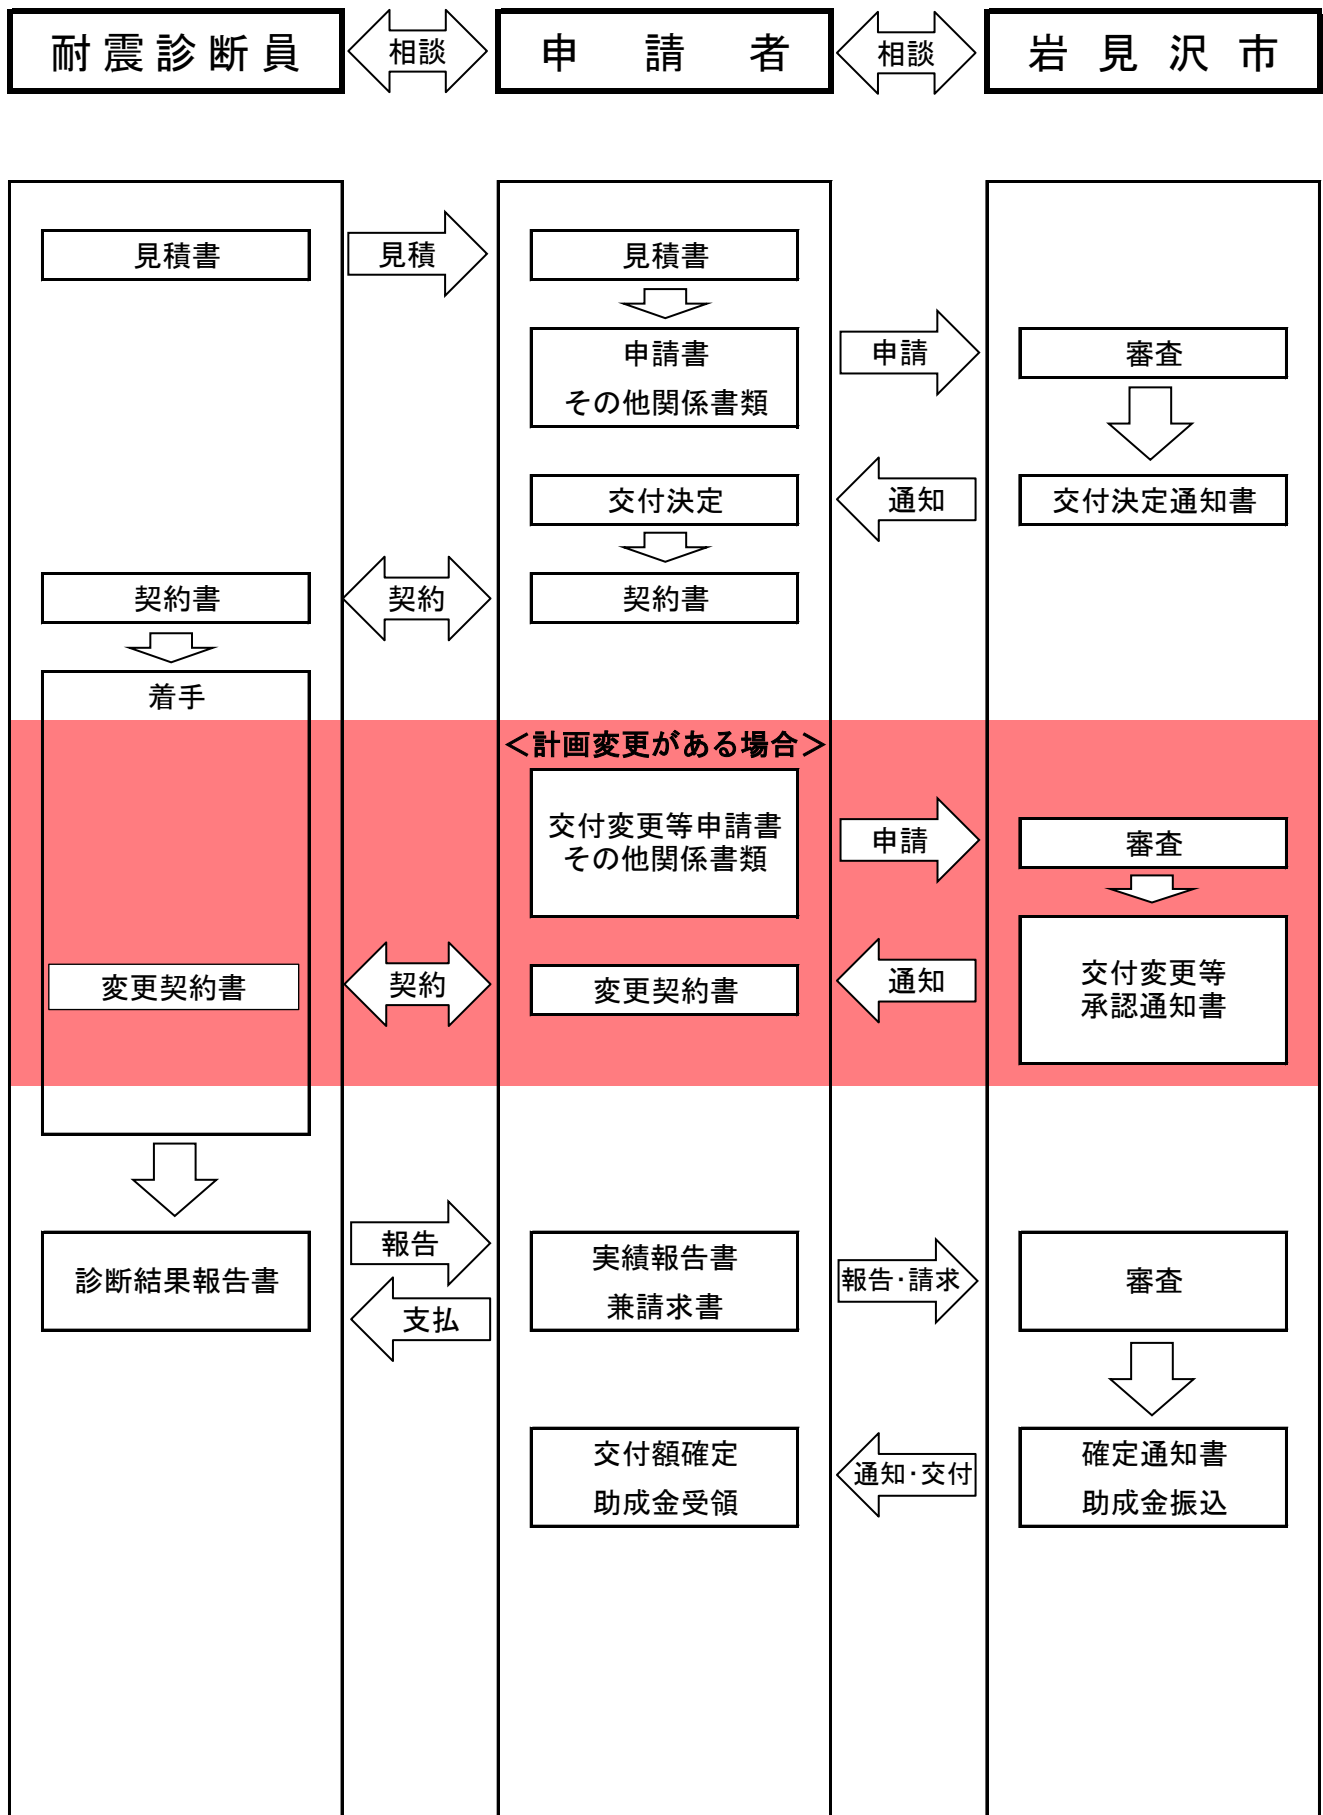 耐震診断員
相談
申請者
相談
岩見沢市
見積書
見積
見積書
申請書
その他関係書類
申請
審査
交付決定
通知
交付決定通知書
契約書
契約
契約書
着手
＜計画変更がある場合＞
交付変更等申請書
その他関係書類
申請
審査
変更契約書
契約
変更契約書
通知
交付変更等
承認通知書
診断結果報告書
報告
支払
実績報告書
兼請求書
報告・請求
審査
交付額確定
助成金受領
通知・交付
確定通知書
助成金振込